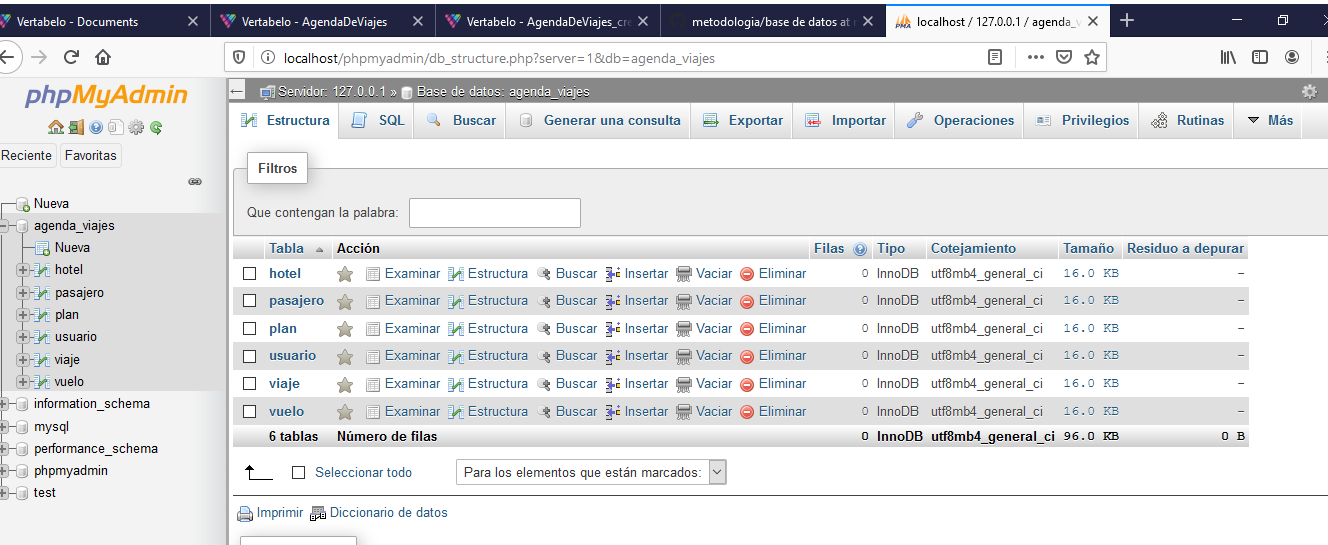 Vertabelo - Documents
Vertabelo - AgendaDeViajes
Vertabelo - AgendaDeViajes_cre
metodologia/base de datos at
PMA localhost / 127.0.0.1 / agenda_v
localhost/phpmyadmin/db_structure.php?server=1&db=agenda_viajes
phpMyAdmin
Reciente Favoritas
Nueva
agenda_viajes
Nueva
hotel
pasajero
plan
usuario
viaje
vuelo
information_schema
mysql
performance_schema
phpmyadmin
test
Servidor: 127.0.0.1 » Base de datos: agenda_viajes
Estructura SQL Buscar Generar una consulta Exportar Importar Operaciones Privilegios Rutinas Más
Filtros
Que contengan la palabra:
Tabla Acción Filas Tipo Cotejamiento Tamaño Residuo a depurar
hotel Examinar Estructura Buscar Insertar Vaciar Eliminar 0 InnoDB utf8mb4_general_ci 16.0 KB -
pasajero Examinar Estructura Buscar Insertar Vaciar Eliminar 0 InnoDB utf8mb4_general_ci 16.0 KB -
plan Examinar Estructura Buscar Insertar Vaciar Eliminar 0 InnoDB utf8mb4_general_ci 16.0 KB -
usuario Examinar Estructura Buscar Insertar Vaciar Eliminar 0 InnoDB utf8mb4_general_ci 16.0 KB -
viaje Examinar Estructura Buscar Insertar Vaciar Eliminar 0 InnoDB utf8mb4_general_ci 16.0 KB -
vuelo Examinar Estructura Buscar Insertar Vaciar Eliminar 0 InnoDB utf8mb4_general_ci 16.0 KB -
6 tablas Número de filas 0 InnoDB utf8mb4_general_ci 96.0 KB 0 B
Seleccionar todo Para los elementos que están marcados:
Imprimir Diccionario de datos